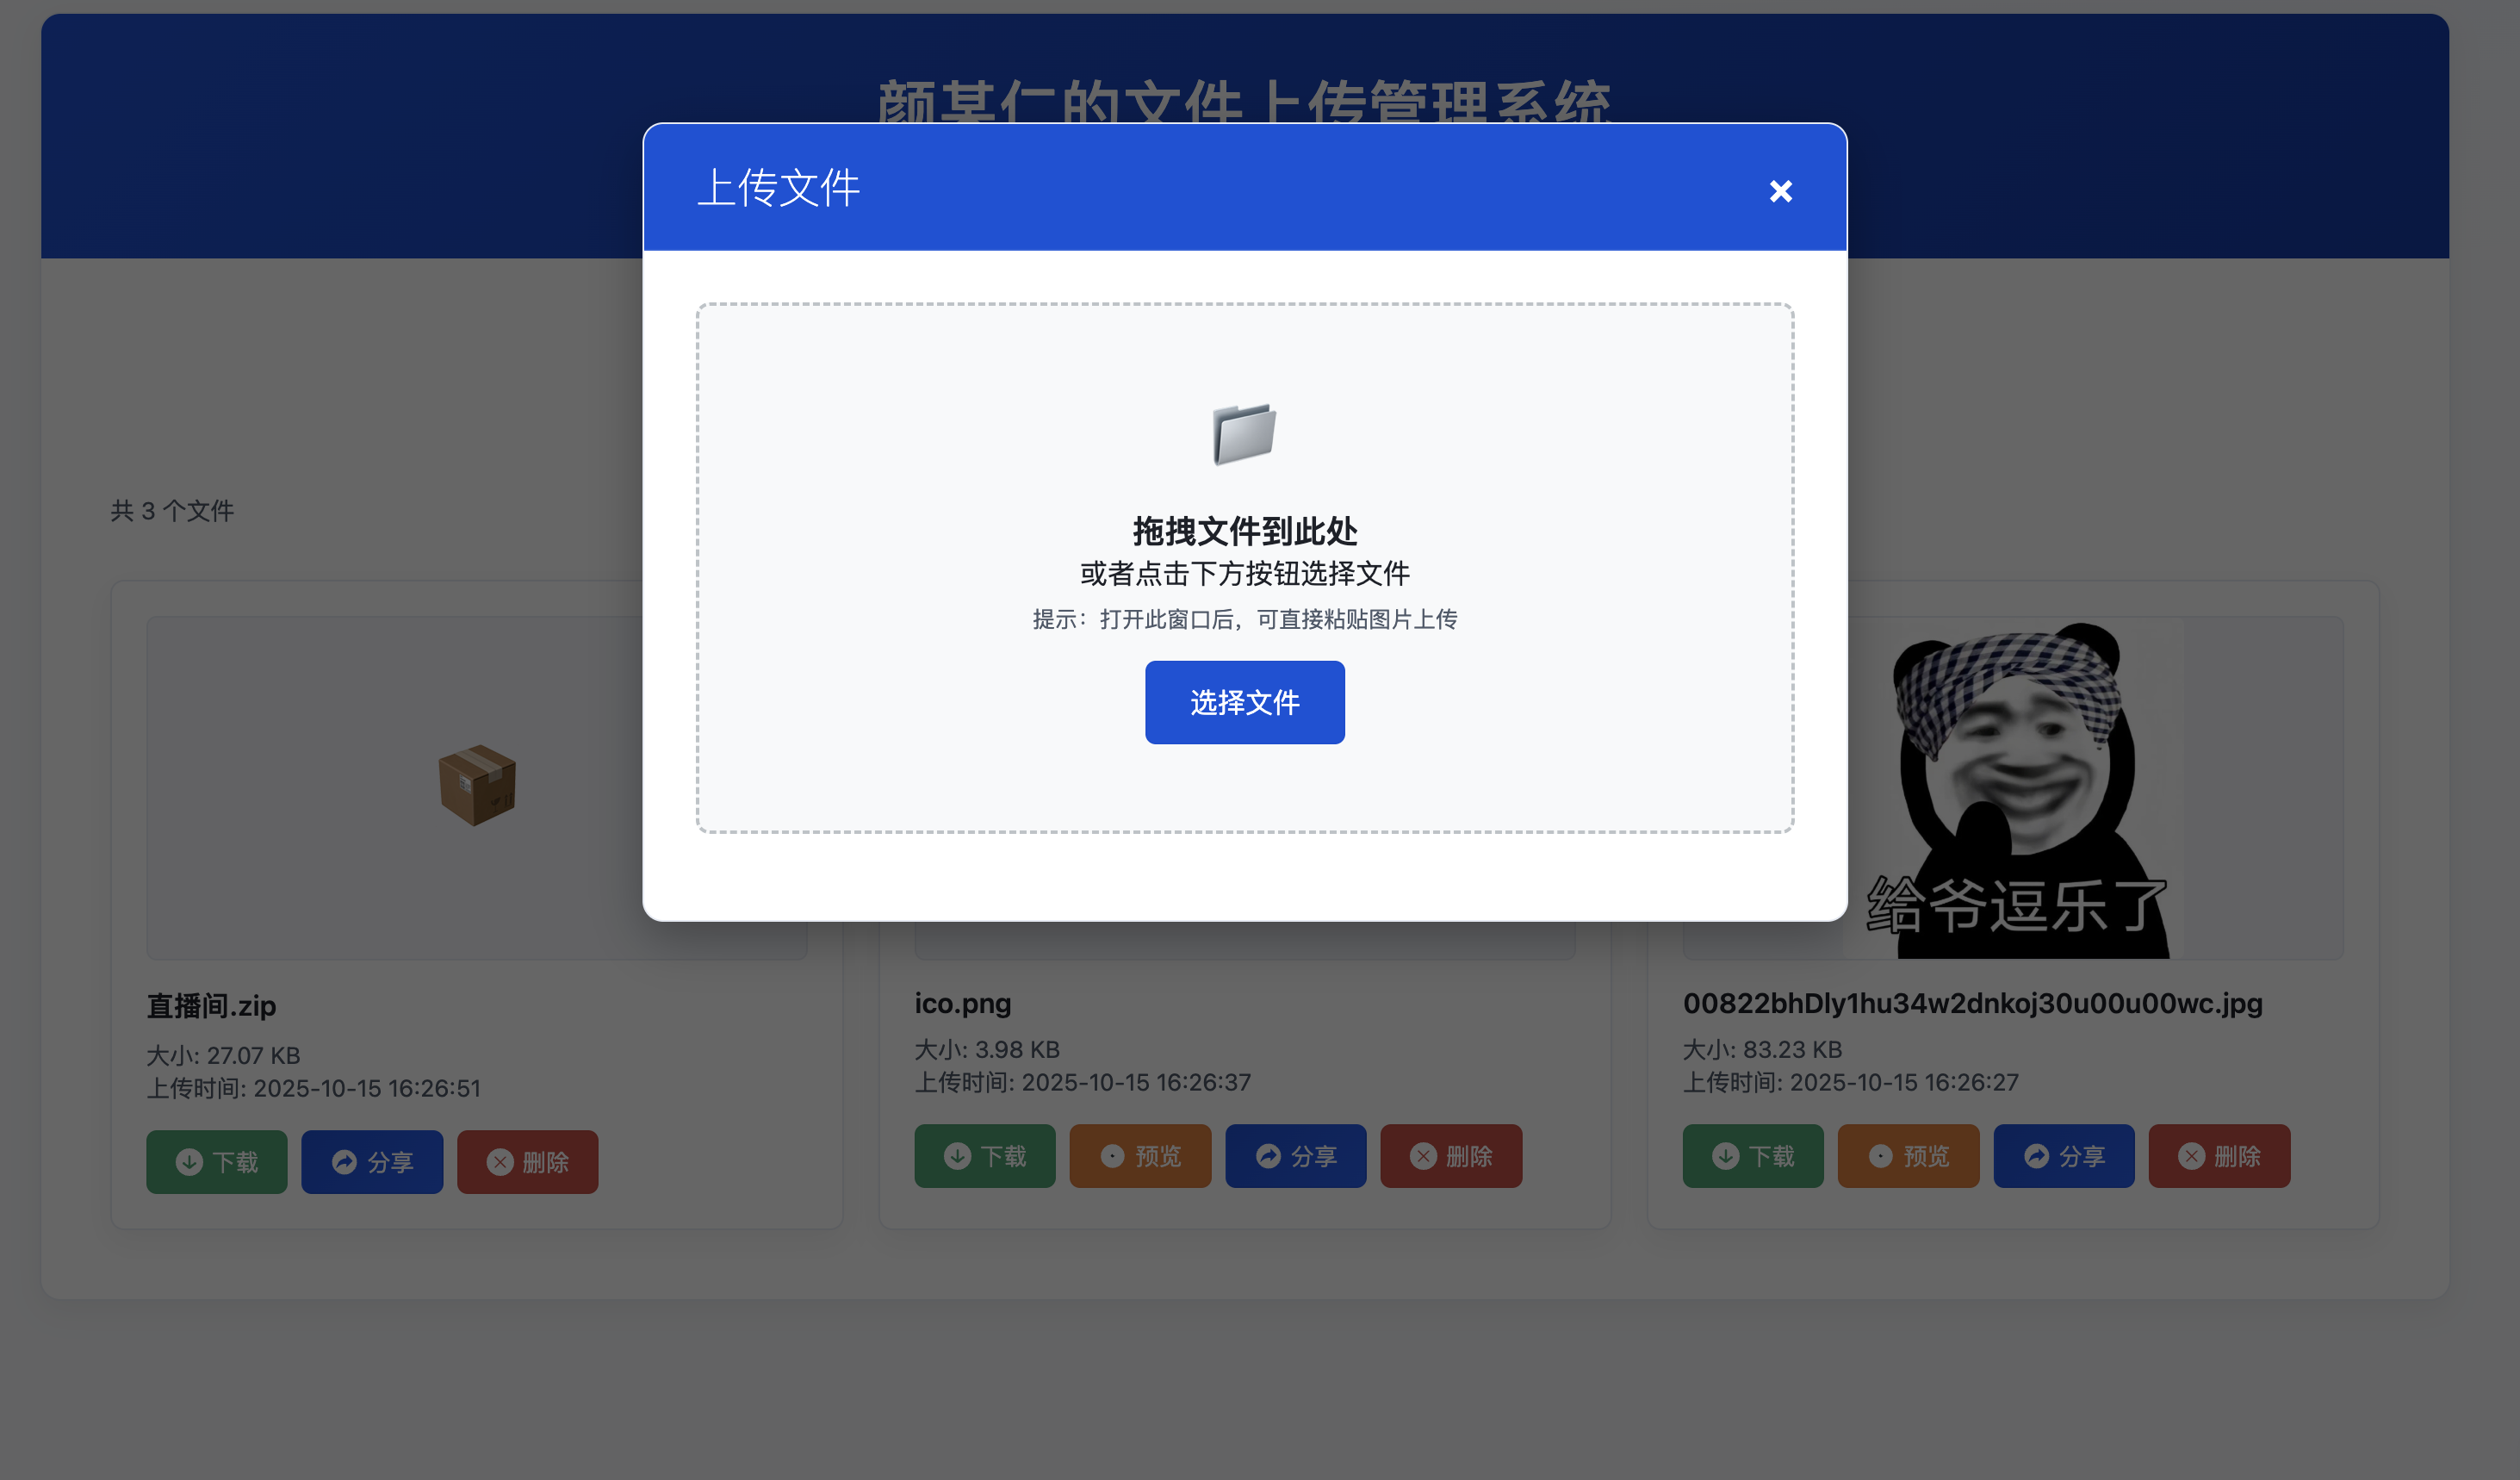 颜某仁的文件上传管理系统
上传文件
拖拽文件到此处
或者点击下方按钮选择文件
提示：打开此窗口后，可直接粘贴图片上传
选择文件
共 3 个文件
给爷逗乐了
直播间.zip
大小: 27.07 KB
上传时间: 2025-10-15 16:26:51
下载 分享 删除
ico.png
大小: 3.98 KB
上传时间: 2025-10-15 16:26:37
下载 预览 分享 删除
00822bhDly1hu34w2dnkoj30u00u00wc.jpg
大小: 83.23 KB
上传时间: 2025-10-15 16:26:27
下载 预览 分享 删除